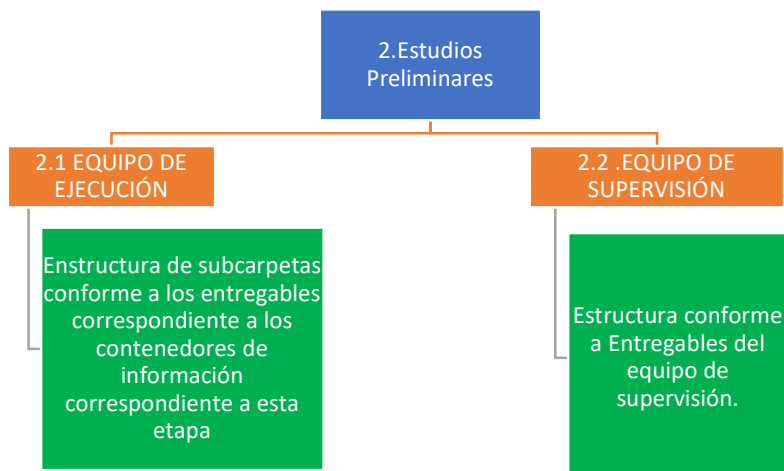 2.Estudios
Preliminares
2.1 EQUIPO DE
EJECUCIÓN
2.2 .EQUIPO DE
SUPERVISIÓN
Enstructura de subcarpetas
conforme a los entregables
correspondiente a los
contenedores de
información
correspondiente a esta
etapa
Estructura conforme
a Entregables del
equipo de
supervisión.